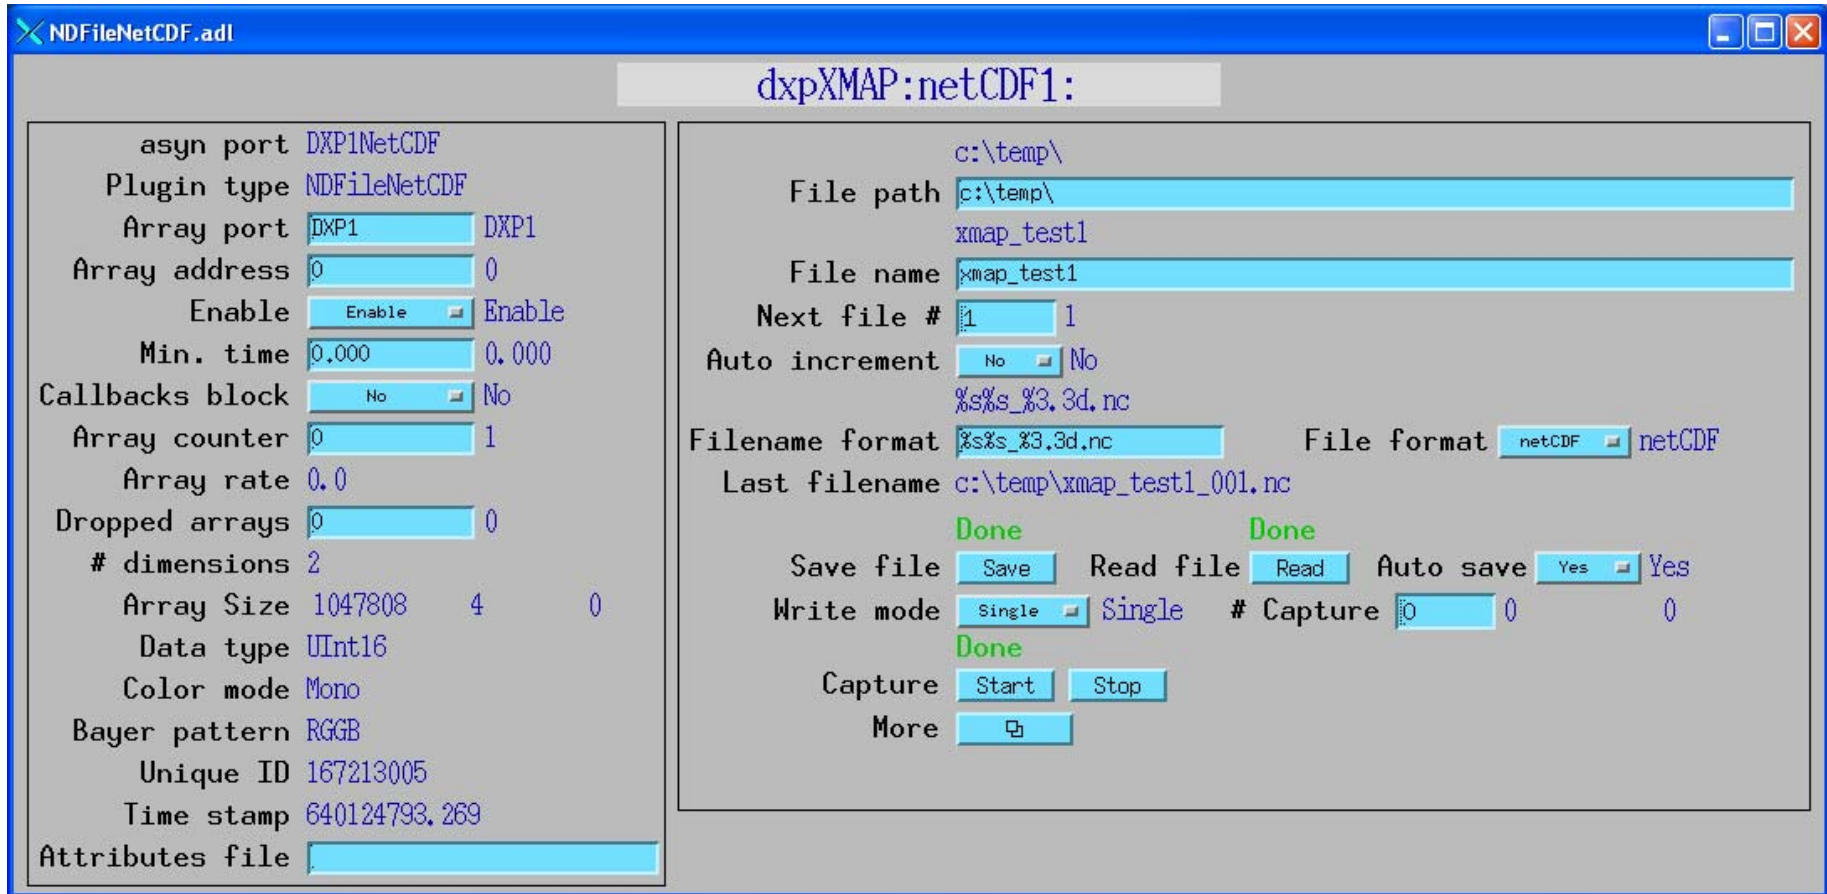 NDFileNetCDF.adl
dxpXMAP:netCDF1:
asyn port DXP1NetCDF
Plugin type NDFileNetCDF
Array port DXP1 DXP1
Array address 0 0
Enable Enable Enable
Min. time 0.000 0.000
Callbacks block No No
Array counter 0 1
Array rate 0.0
Dropped arrays 0 0
# dimensions 2
Array Size 1047808 4 0
Data type UInt16
Color mode Mono
Bayer pattern RGGB
Unique ID 167213005
Time stamp 640124793.269
Attributes file
c:\temp\
File path c:\temp\
xmap_test1
File name xmap_test1
Next file # 1 1
Auto increment No No
%s%s_%3.3d.nc
Filename format %s%s_%3.3d.nc File format netCDF netCDF
Last filename c:\temp\xmap_test1_001.nc
Done Done
Save file Save Read file Read Auto save Yes Yes
Write mode Single Single # Capture 0 0 0
Done
Capture Start Stop
More